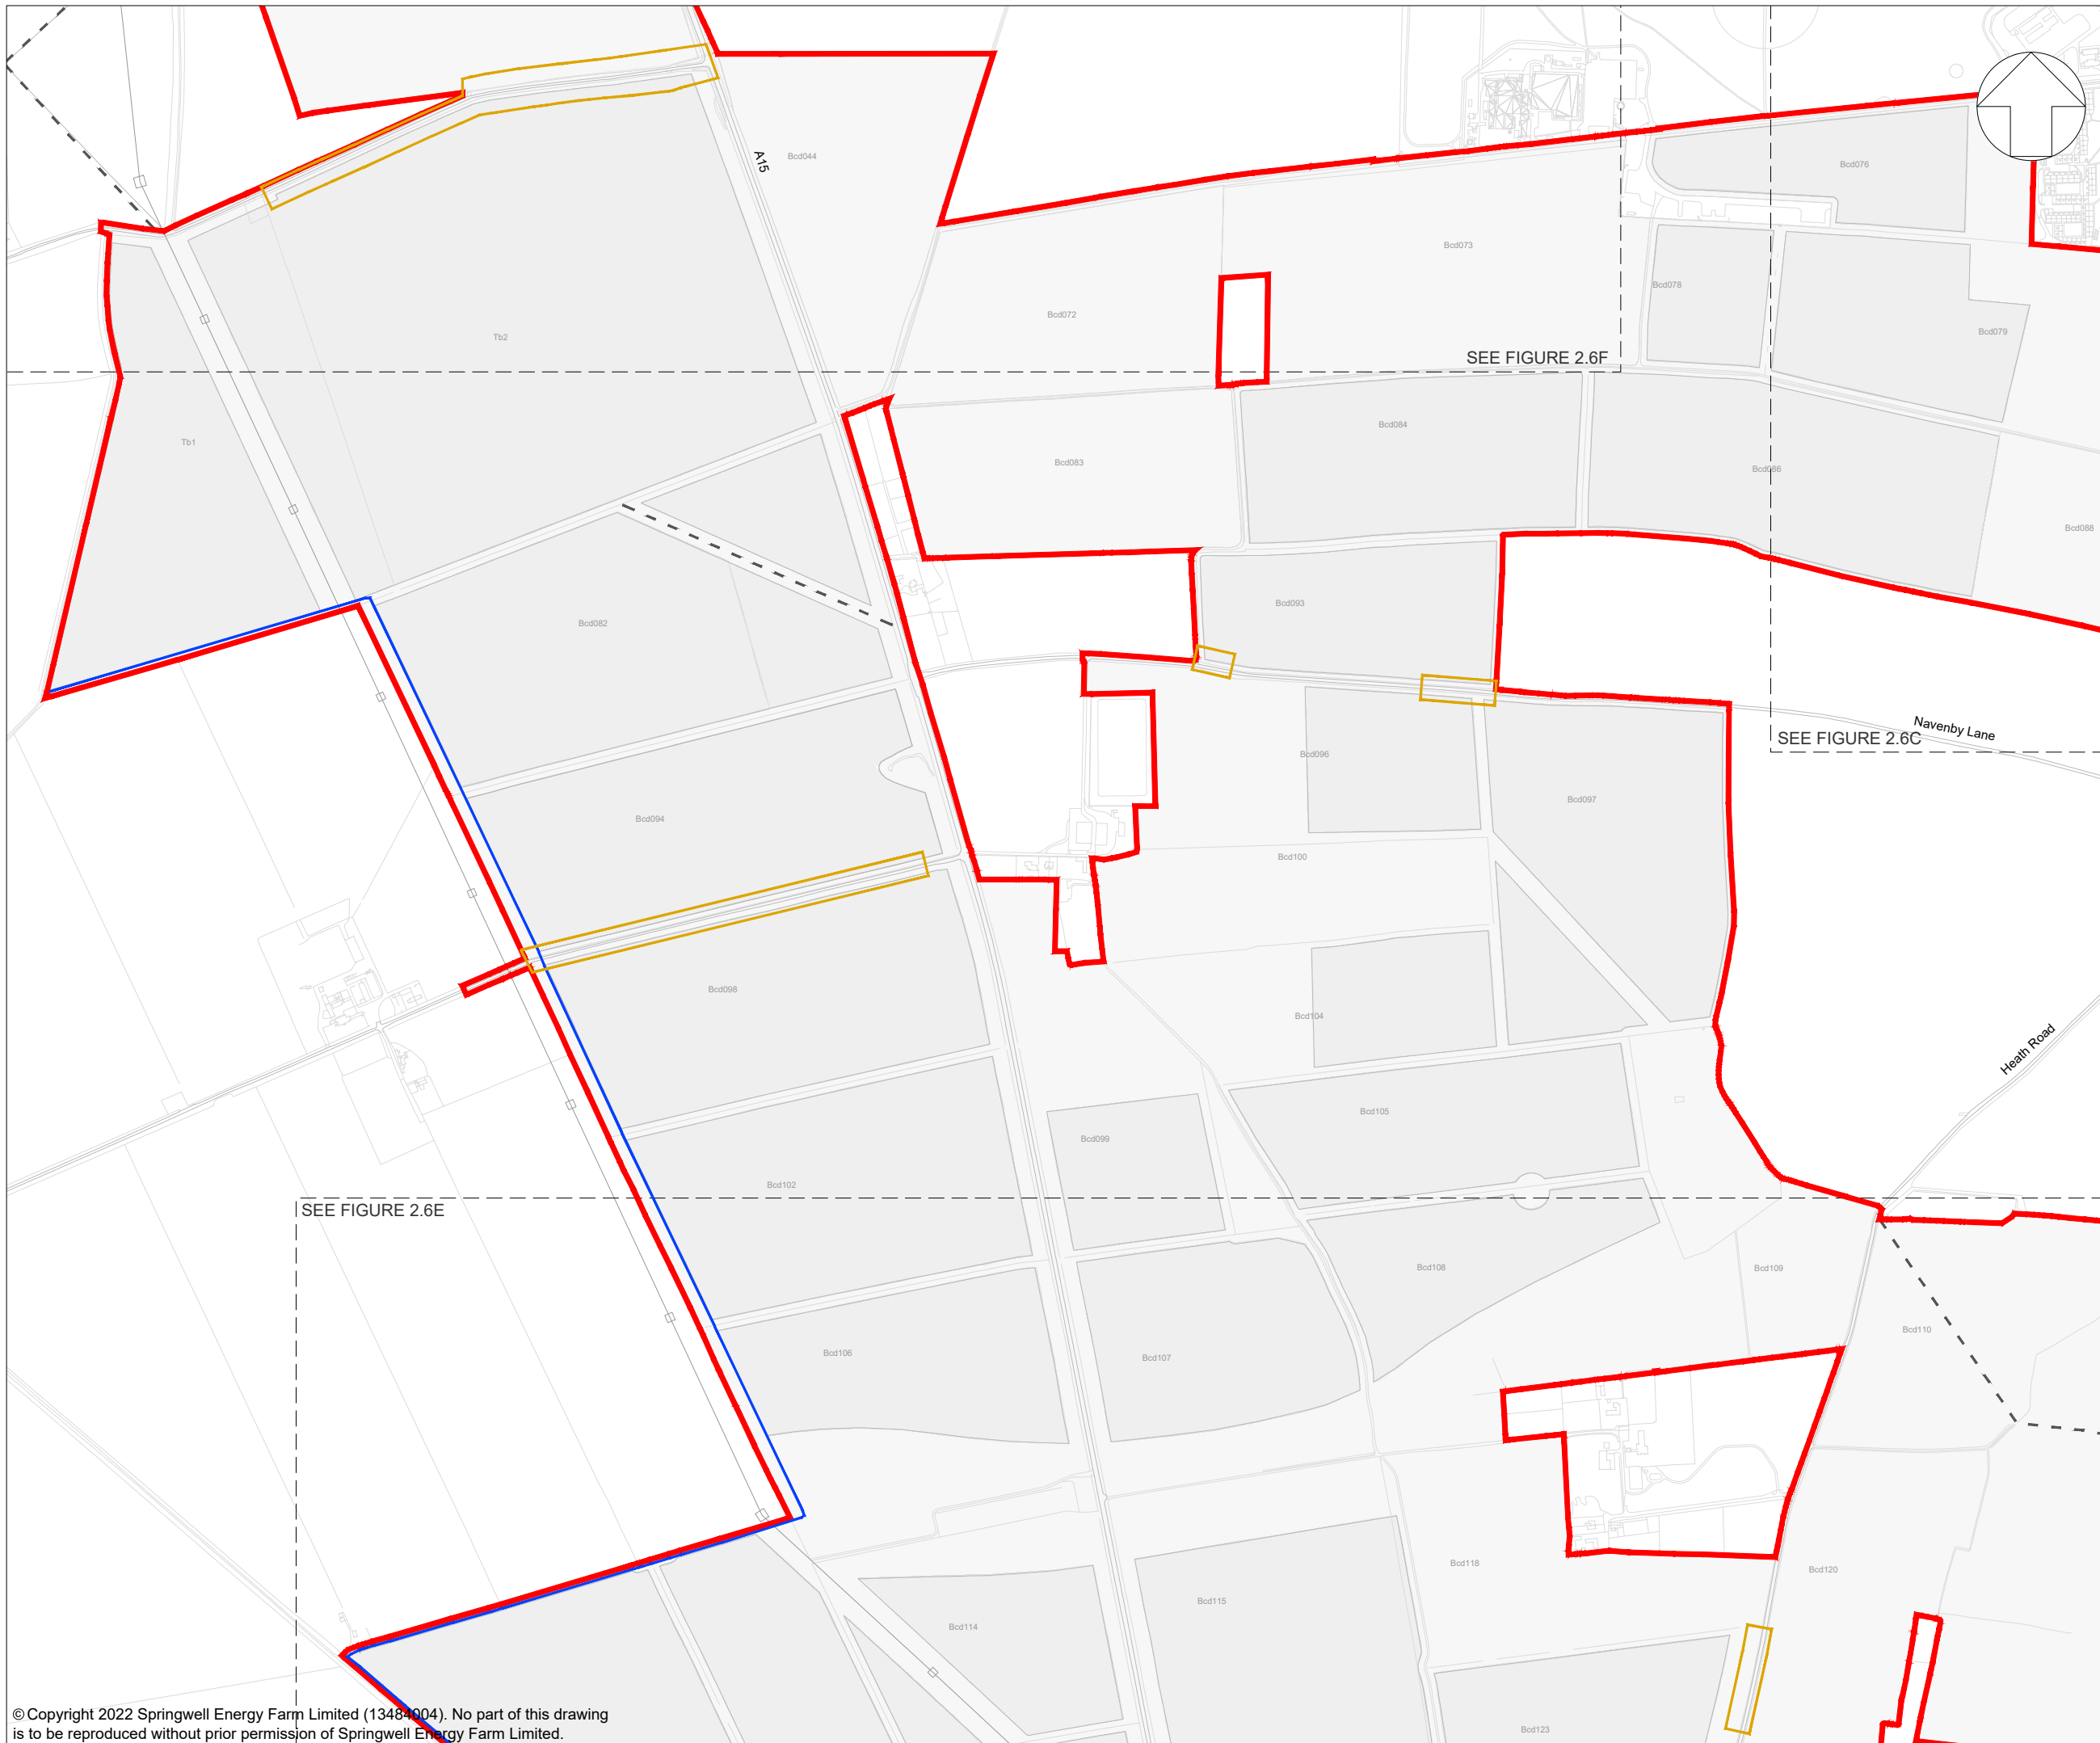 A15
Bcd044
Bcd076
Bcd073
Bcd078
Bcd072
Bcd079
Tb2
SEE FIGURE 2.6F
Tb1
Bcd084
Bcd083
Bcd086
Bcd088
Bcd093
Bcd082
Navenby Lane
SEE FIGURE 2.6C
Bcd096
Bcd097
Bcd094
Bcd100
Bcd098
Bcd104
Heath Road
Bcd105
Bcd099
Bcd102
SEE FIGURE 2.6E
Bcd108
Bcd109
Bcd110
Bcd106
Bcd107
Bcd118
Bcd120
Bcd115
Bcd114
Bcd123
© Copyright 2022 Springwell Energy Farm Limited (13484004). No part of this drawing
is to be reproduced without prior permission of Springwell Energy Farm Limited.